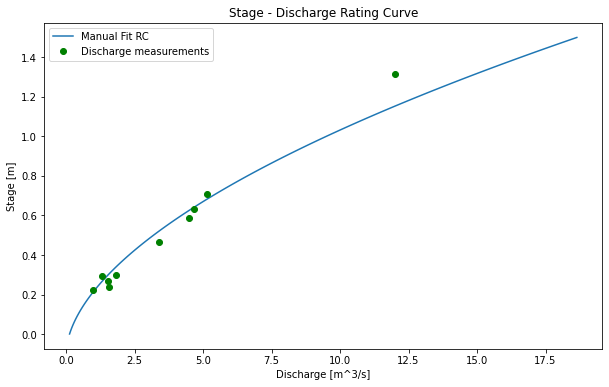 Stage - Discharge Rating Curve
Manual Fit RC
Discharge measurements
Stage [m]
1.4
1.2
1.0
0.8
0.6
0.4
0.2
0.0
0.0 2.5 5.0 7.5 10.0 12.5 15.0 17.5
Discharge [m^3/s]